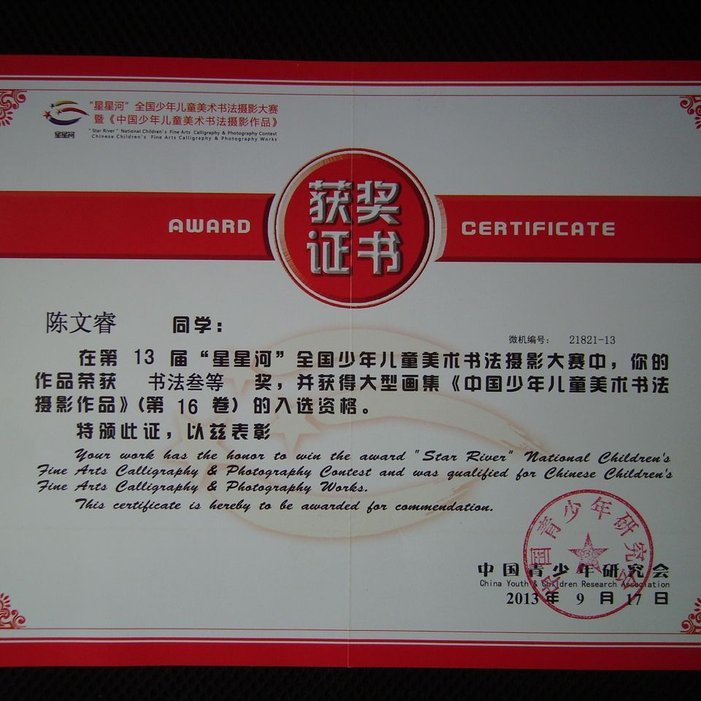 "星星河"全国少年儿童美术书法摄影大赛
暨《中国少年儿童美术书法摄影作品》
"Star River" National Children's Fine Arts Calligraphy & Photography Contest
Chinese Children's Fine Arts Calligraphy & Photography Works
星星河
获奖
证书
AWARD CERTIFICATE
陈文睿 同学：
微机编号： 21821-13
在第 13 届"星星河"全国少年儿童美术书法摄影大赛中，你的
作品荣获 书法叁等 奖，并获得大型画集《中国少年儿童美术书法
摄影作品》(第 16 卷) 的入选资格。
特颁此证，以兹表彰
Your work has the honor to win the award "Star River" National Children's
Fine Arts Calligraphy & Photography Contest and was qualified for Chinese Children's
Fine Arts Calligraphy & Photography Works.
This certificate is hereby to be awarded for commendation.
中国青少年研究会
中国青少年研究会
China Youth & Children Research Association
2013 年 9 月 17 日